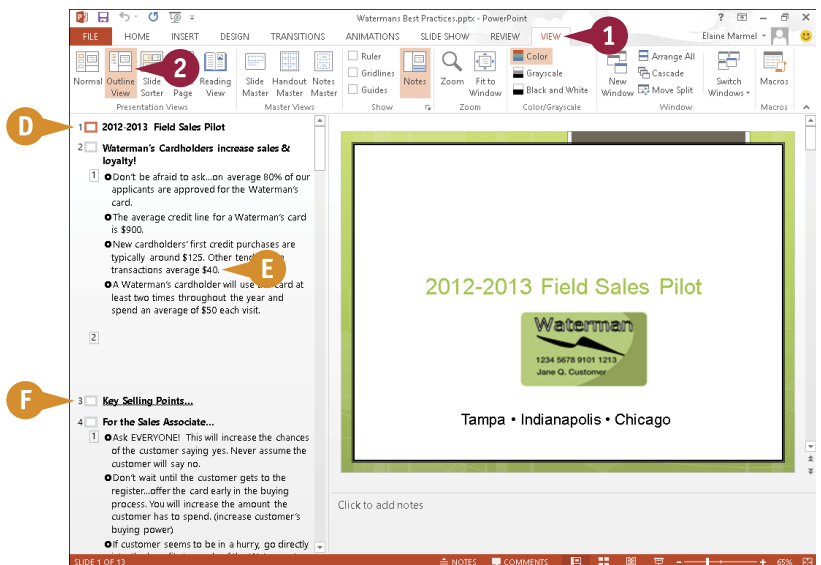 Watermans Best Practices.pptx - PowerPoint
?
FILE HOME INSERT DESIGN TRANSITIONS ANIMATIONS SLIDE SHOW REVIEW VIEW 1 Elaine Marmel
Normal Outline View Slide Sorter Page Reading View
2
Slide Master Handout Master Notes Master
Ruler
Gridlines
Guides
Notes
Zoom Fit to Window
Color
Grayscale
Black and White
New Window
Arrange All
Cascade
Move Split
Switch Windows
Macros
Presentation Views Master Views Show Zoom Color/Grayscale Window Macros
D
1 2012-2013 Field Sales Pilot
2 Waterman's Cardholders increase sales &
loyalty!
1 Don't be afraid to ask...on average 80% of our
applicants are approved for the Waterman's
card.
The average credit line for a Waterman's card
is $900.
New cardholders' first credit purchases are
typically around $125. Other
transactions average $40.
E
A Waterman's cardholder will use card at
least two times throughout the year and
spend an average of $50 each visit.
2
F
3 Key Selling Points...
4 For the Sales Associate...
1 Ask EVERYONE! This will increase the chances
of the customer saying yes. Never assume the
customer will say no.
Don't wait until the customer gets to the
register...offer the card early in the buying
process. You will increase the amount the
customer has to spend. (increase customer's
buying power)
If customer seems to be in a hurry, go directly
2012-2013 Field Sales Pilot
Waterman
1234 5678 9101 1213
Jane Q. Customer
Tampa • Indianapolis • Chicago
Click to add notes
SLIDE 1 OF 13 NOTES COMMENTS 65%